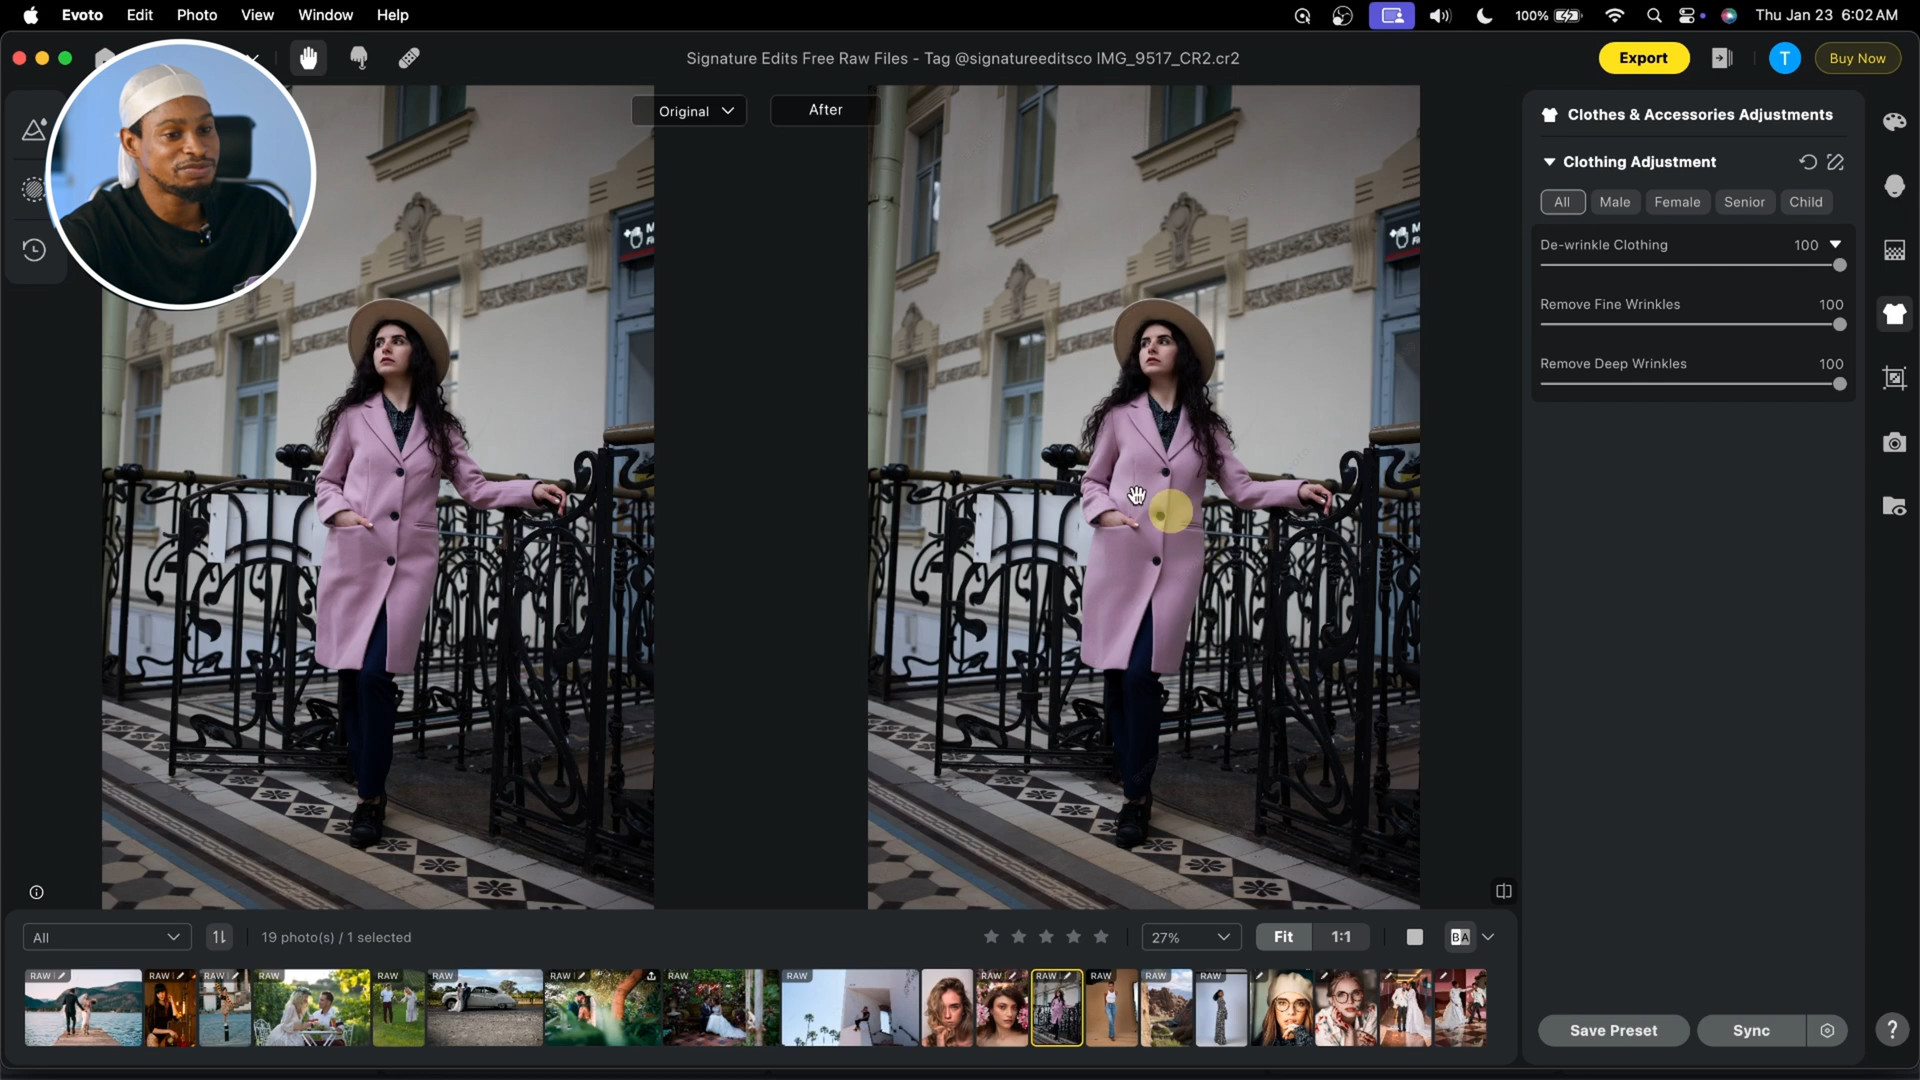 Evoto Edit Photo View Window Help
100% Thu Jan 23 6:02 AM
Signature Edits Free Raw Files - Tag @signatureeditsco IMG_9517_CR2.cr2
Export
T
Buy Now
Original
After
Clothes & Accessories Adjustments
Clothing Adjustment
All Male Female Senior Child
De-wrinkle Clothing 100
Remove Fine Wrinkles 100
Remove Deep Wrinkles 100
All
19 photo(s) / 1 selected
27%
Fit
1:1
BA
RAW RAW RAW RAW RAW RAW RAW RAW RAW RAW RAW RAW RAW RAW
Save Preset
Sync
?